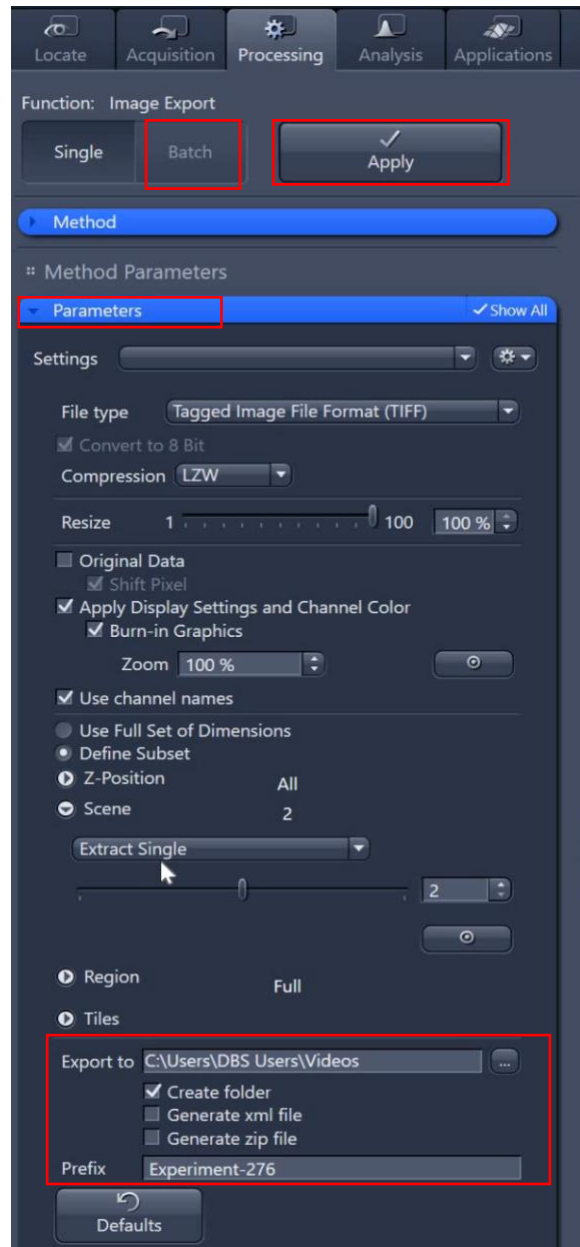 Locate Acquisition Processing Analysis Applications
Function: Image Export
Single Batch Apply
Method
Method Parameters
Parameters Show All
Settings
File type Tagged Image File Format (TIFF)
Convert to 8 Bit
Compression LZW
Resize 1 100 100 %
Original Data
Shift Pixel
Apply Display Settings and Channel Color
Burn-in Graphics
Zoom 100 %
Use channel names
Use Full Set of Dimensions
Define Subset
Z-Position All
Scene 2
Extract Single
2
Region Full
Tiles
Export to C:\Users\DBS Users\Videos ...
Create folder
Generate xml file
Generate zip file
Prefix Experiment-276
Defaults